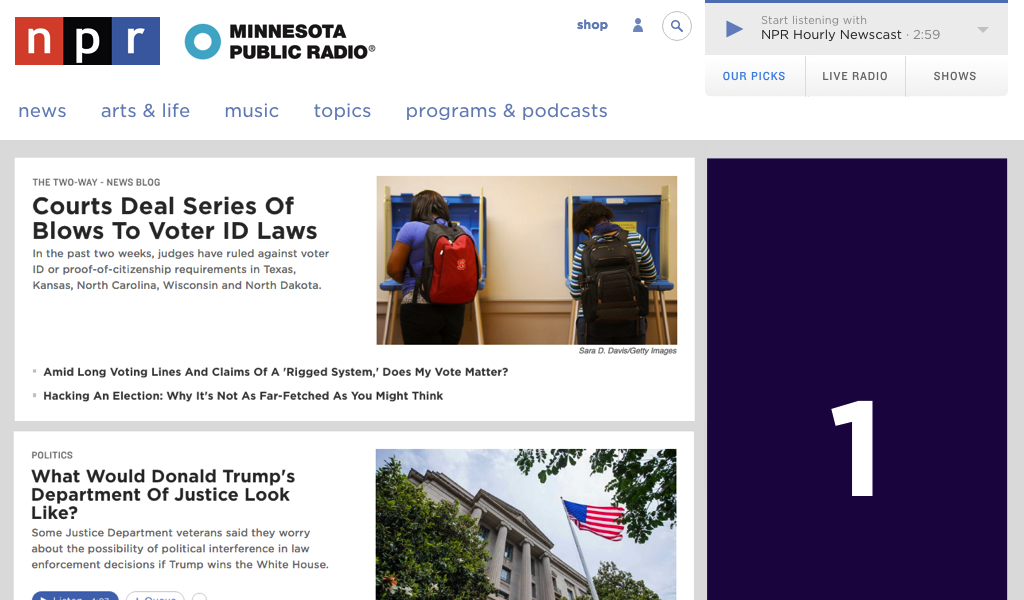 npr
MINNESOTA
PUBLIC RADIO®
shop
Start listening with
NPR Hourly Newscast · 2:59
OUR PICKS
LIVE RADIO
SHOWS
news
arts & life
music
topics
programs & podcasts
THE TWO-WAY - NEWS BLOG
Courts Deal Series Of
Blows To Voter ID Laws
In the past two weeks, judges have ruled against voter
ID or proof-of-citizenship requirements in Texas,
Kansas, North Carolina, Wisconsin and North Dakota.
Sara D. Davis/Getty Images
Amid Long Voting Lines And Claims Of A 'Rigged System,' Does My Vote Matter?
Hacking An Election: Why It's Not As Far-Fetched As You Might Think
1
POLITICS
What Would Donald Trump's
Department Of Justice Look
Like?
Some Justice Department veterans said they worry
about the possibility of political interference in law
enforcement decisions if Trump wins the White House.